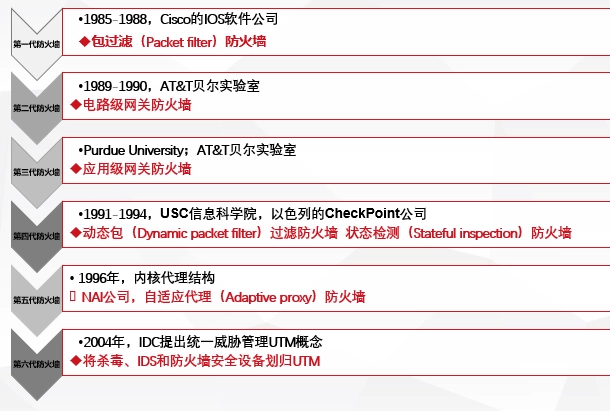 第一代防火墙
•1985-1988，Cisco的IOS软件公司
◆包过滤（Packet filter）防火墙
第二代防火墙
•1989-1990，AT&T贝尔实验室
◆电路级网关防火墙
第三代防火墙
•Purdue University；AT&T贝尔实验室
◆应用级网关防火墙
第四代防火墙
•1991-1994，USC信息科学院，以色列的CheckPoint公司
◆动态包（Dynamic packet filter）过滤防火墙 状态检测（Stateful inspection）防火墙
第五代防火墙
• 1996年，内核代理结构
NAI公司，自适应代理（Adaptive proxy）防火墙
第六代防火墙
•2004年，IDC提出统一威胁管理UTM概念
◆将杀毒、IDS和防火墙安全设备划归UTM